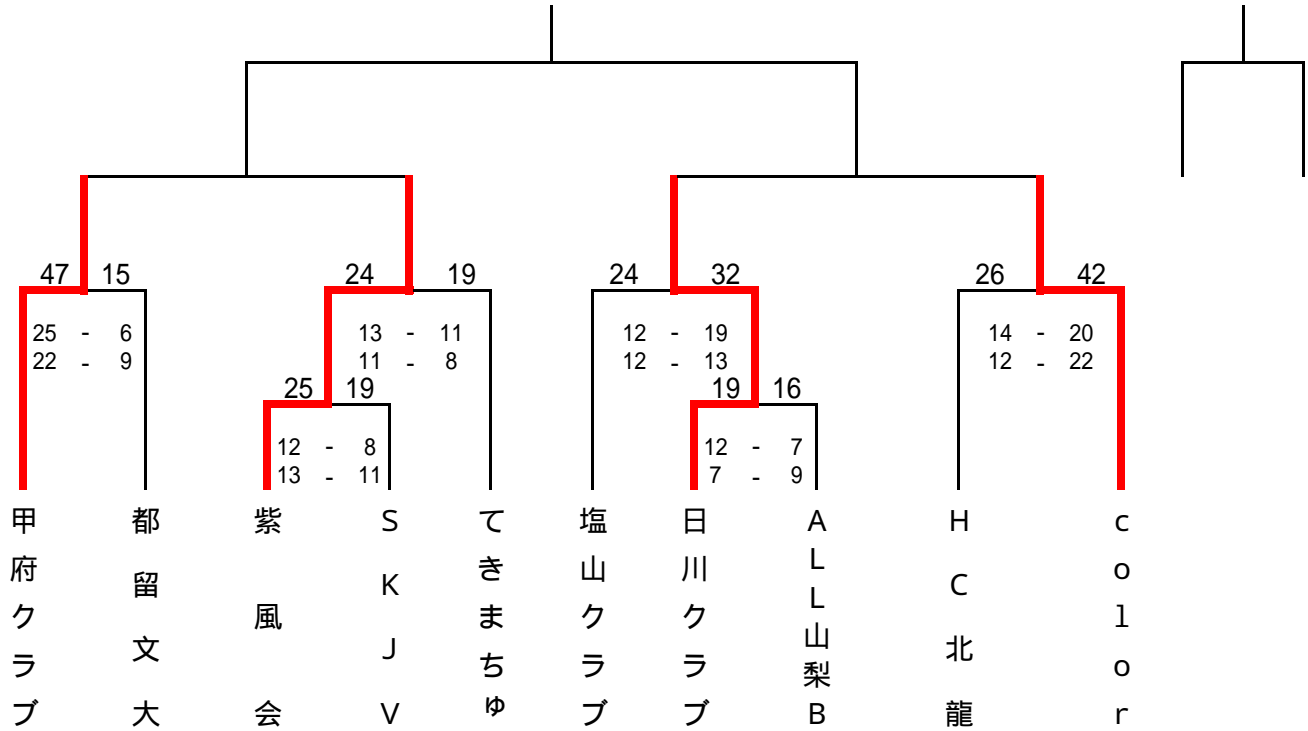 47 15
24 19
24 32
26 42
25 - 6
22 - 9
13 - 11
11 - 8
12 - 19
12 - 13
14 - 20
12 - 22
25 19
19 16
12 - 8
13 - 11
12 - 7
7 - 9
甲府クラブ
都留文大
紫風会
SKJV
てきまちゅ
塩山クラブ
日川クラブ
ALL山梨B
HC北龍
color